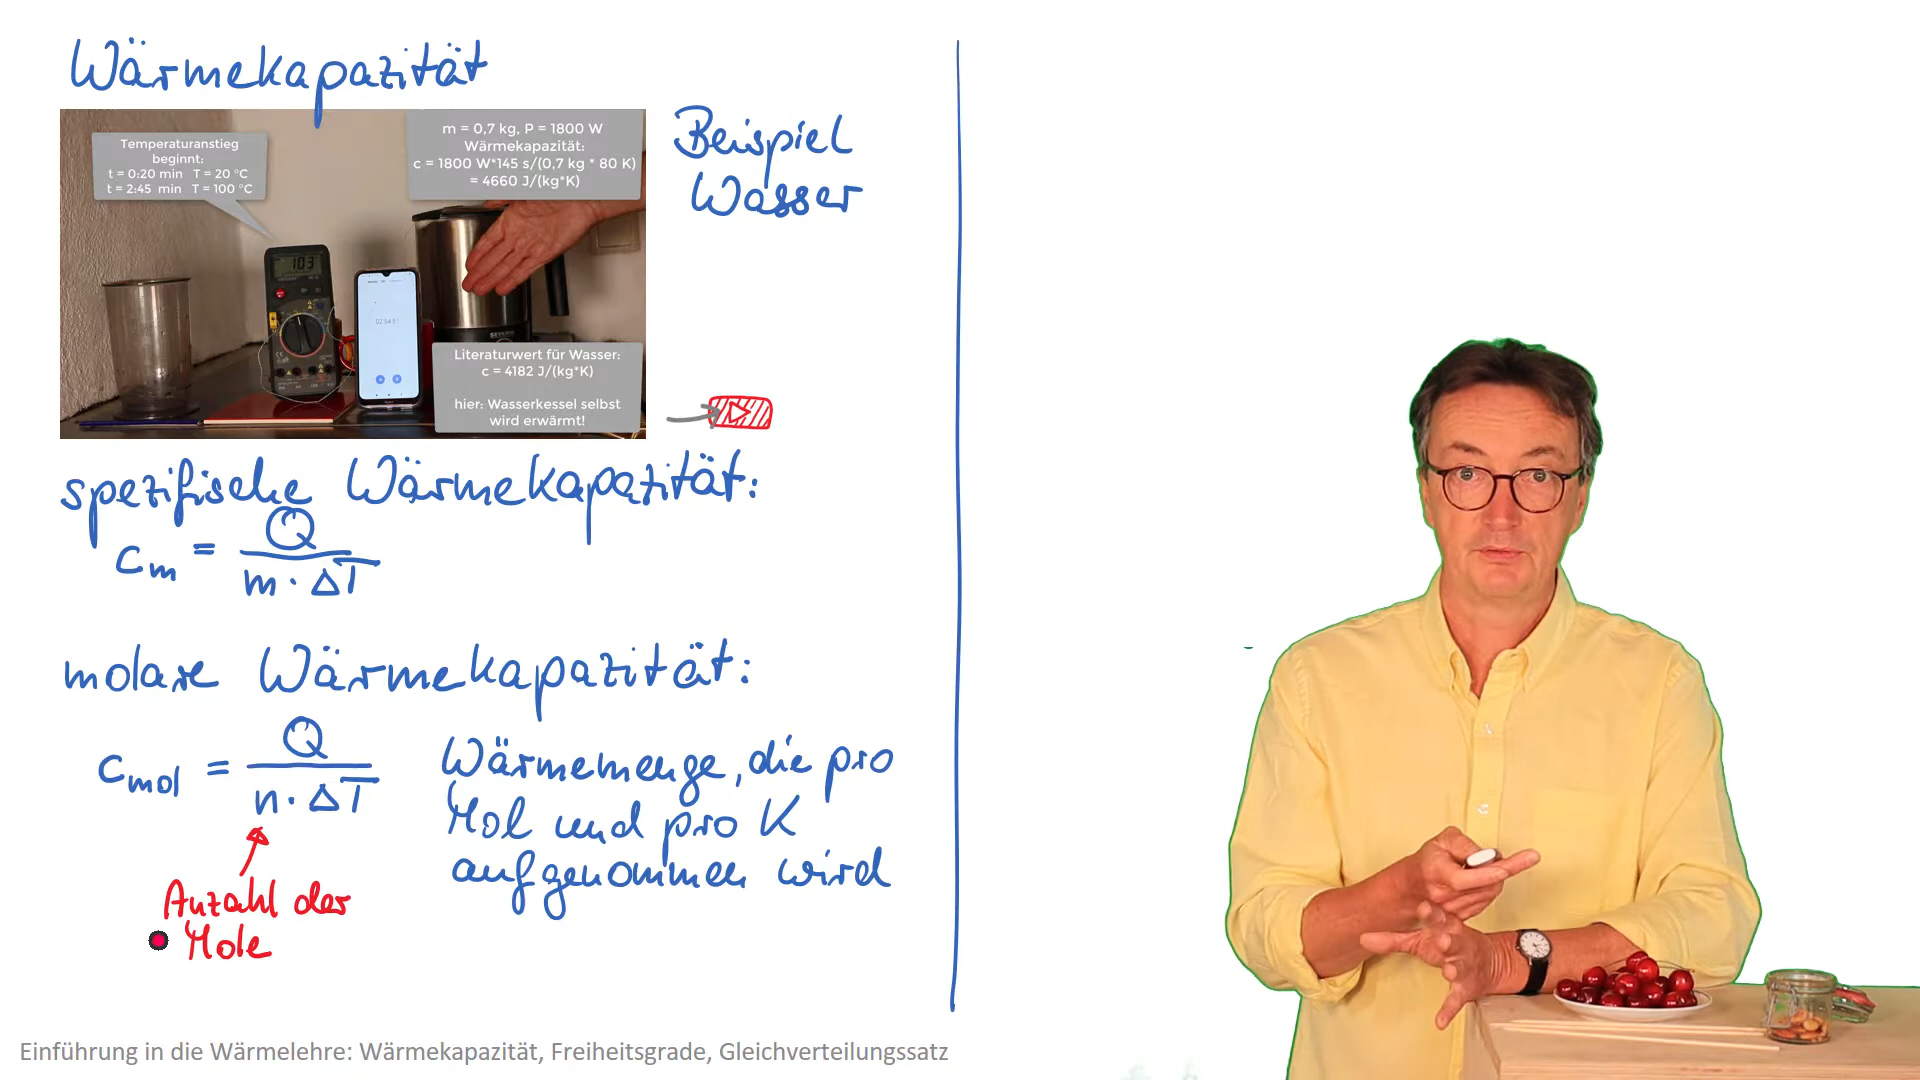 Wärmekapazität
Temperaturanstieg
beginnt:
t = 0:20 min T = 20 °C
t = 2:45 min T = 100 °C
m = 0,7 kg, P = 1800 W
Wärmekapazität:
c = 1800 W*145 s/(0,7 kg * 80 K)
= 4660 J/(kg*K)
Beispiel
Wasser
103
Literaturwert für Wasser:
c = 4182 J/(kg*K)
hier: Wasserkessel selbst
wird erwärmt!
spezifische Wärmekapazität:
c_m = Q / (m · ΔT)
molare Wärmekapazität:
c_mol = Q / (n · ΔT)
Wärmemenge, die pro
Mol und pro K
aufgenommen wird
Anzahl der
Mole
Einführung in die Wärmelehre: Wärmekapazität, Freiheitsgrade, Gleichverteilungssatz